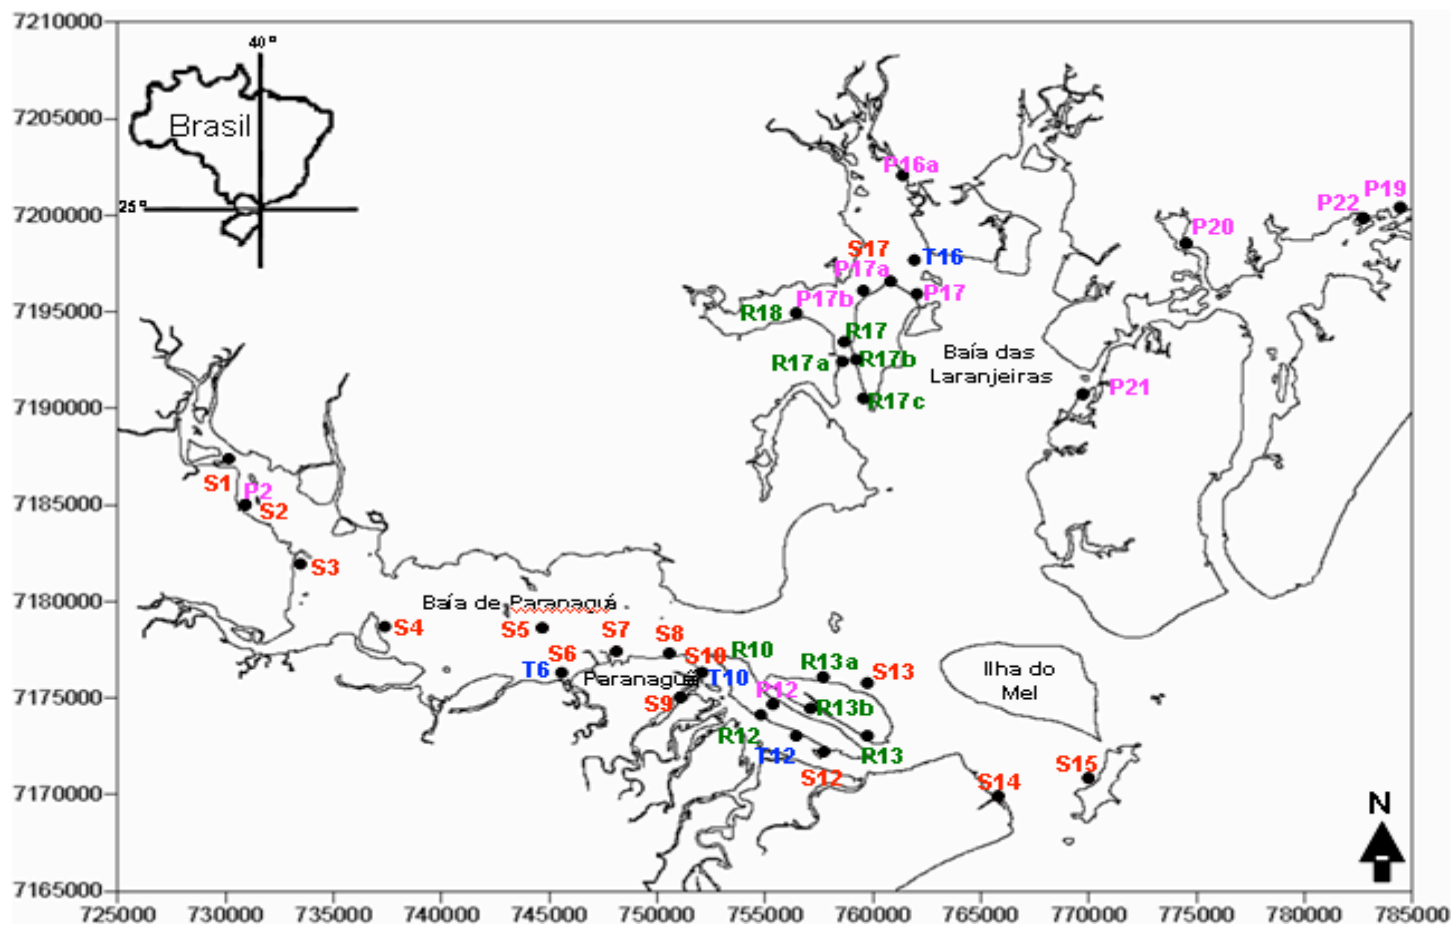 7210000
40°
7205000
Brasil
P16a
25°
7200000
P22
P19
P20
S17
T16
P17a
P17b
P17
7195000
R18
R17
R17a
R17b
Baía das
Laranjeiras
P21
7190000
R17c
S1
P2
7185000
S2
S3
7180000
Baía de Paranaguá
S4
S5
S7
S8
S6
S10
R10
R13a
S13
T6
Paranaguá
T10
Ilha do
Mel
7175000
P12
S9
R13b
R12
T12
R13
S12
S14
S15
7170000
N
7165000
725000 730000 735000 740000 745000 750000 755000 760000 765000 770000 775000 780000 785000